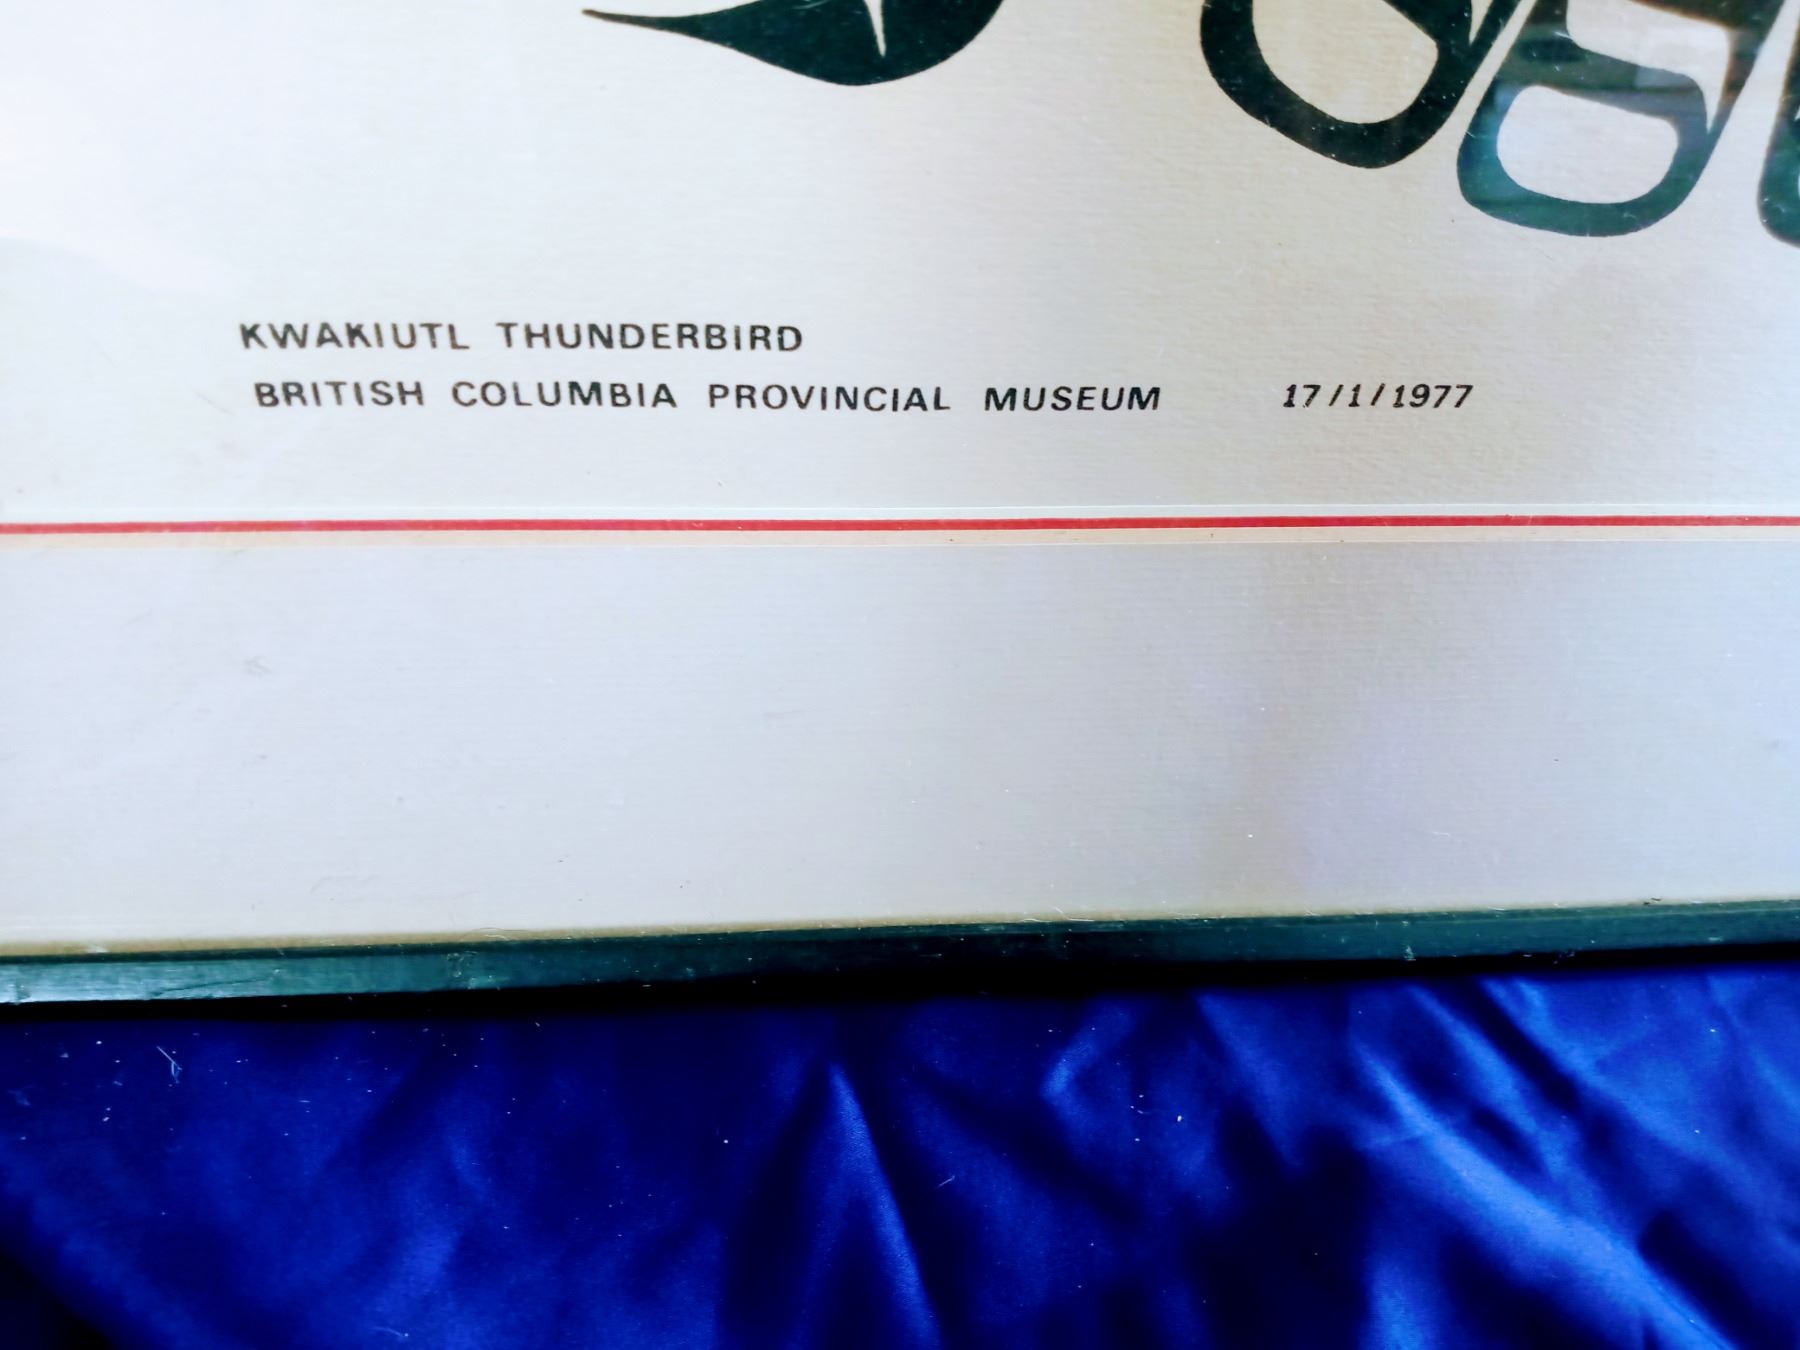 KWAKIUTL THUNDERBIRD
BRITISH COLUMBIA PROVINCIAL MUSEUM 17/1/1977